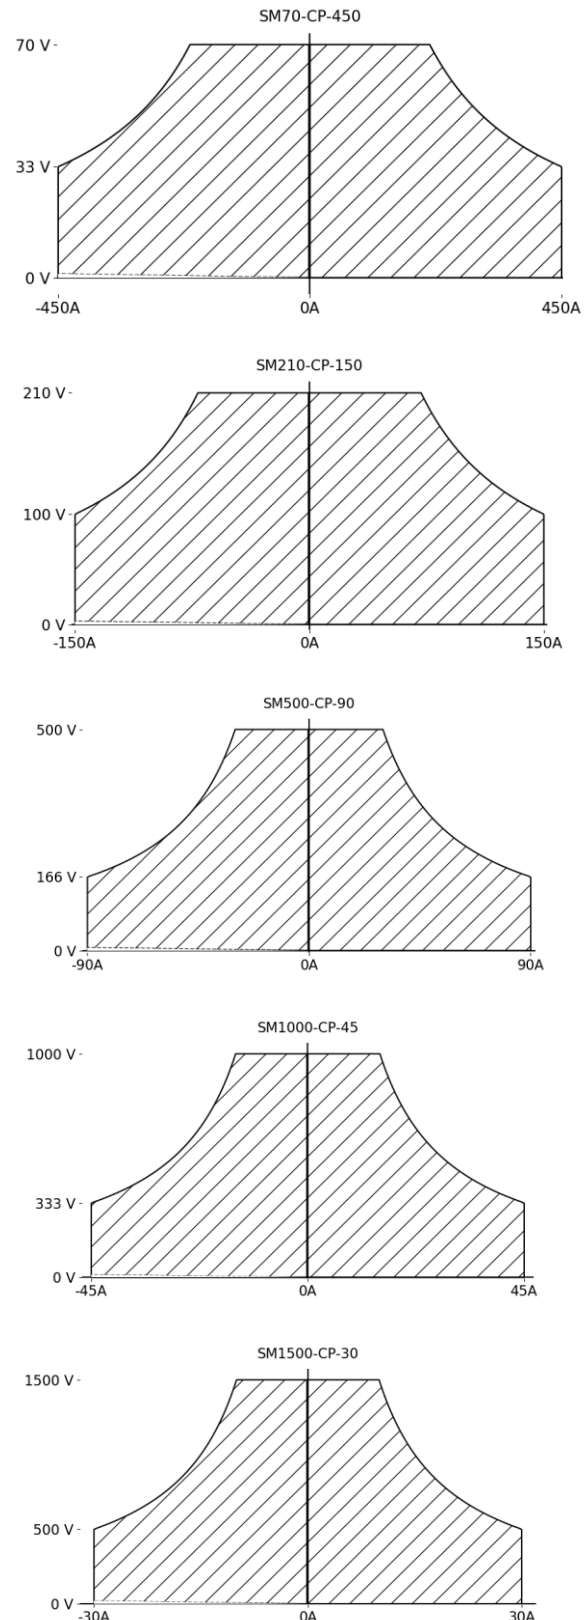 SM70-CP-450
70 V
33 V
0 V
-450A 0A 450A
SM210-CP-150
210 V
100 V
0 V
-150A 0A 150A
SM500-CP-90
500 V
166 V
0 V
-90A 0A 90A
SM1000-CP-45
1000 V
333 V
0 V
-45A 0A 45A
SM1500-CP-30
1500 V
500 V
0 V
-30A 0A 30A